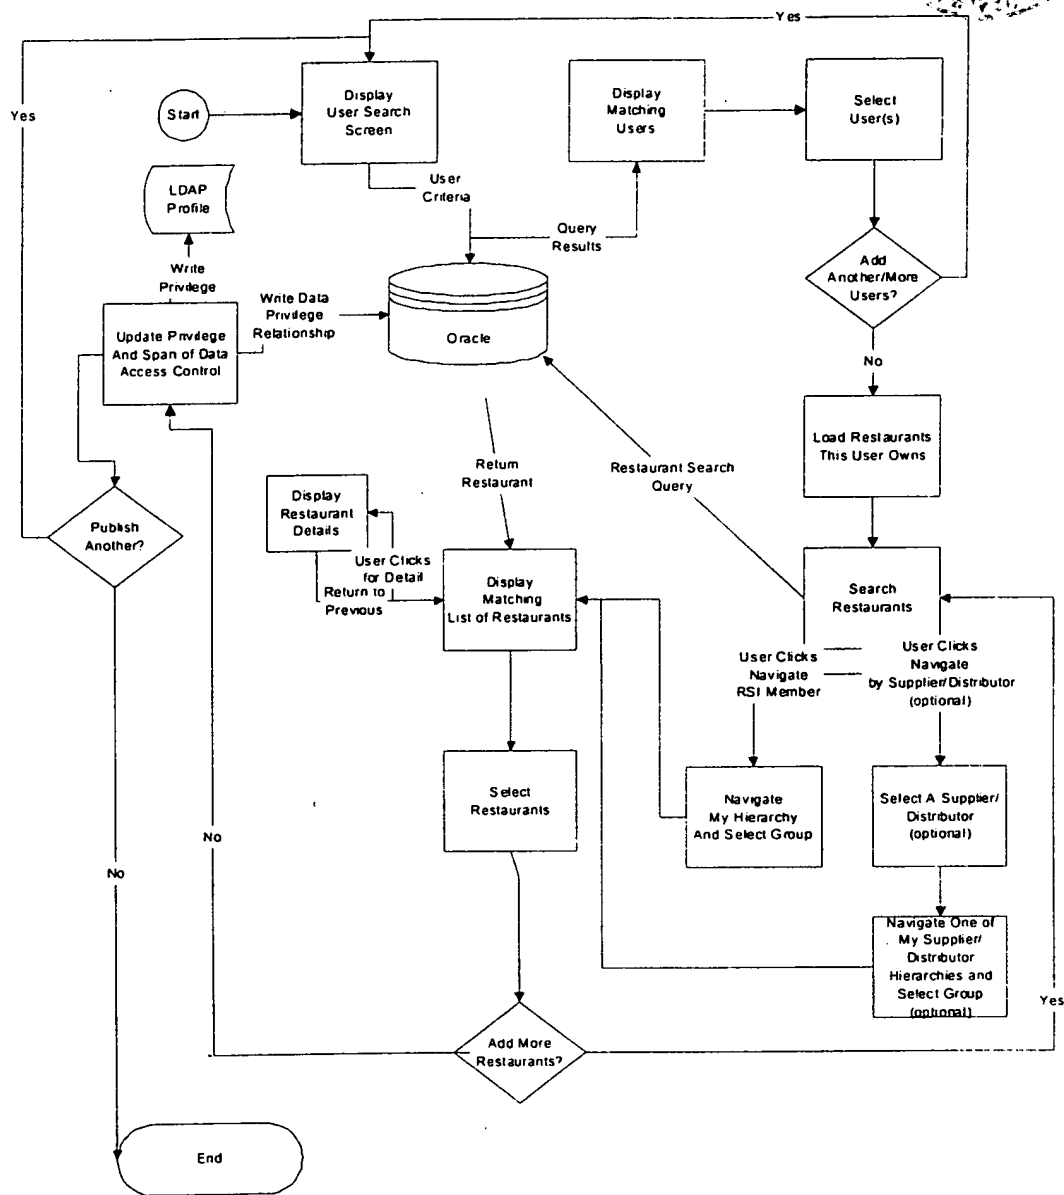 Yes
Yes
Start
Display
User Search
Screen
Display
Matching
Users
Select
User(s)
LDAP
Profile
User
Criteria
Query
Results
Add
Another/More
Users?
Write
Privilege
Write Data
Privilege
Relationship
Update Privilege
And Span of Data
Access Control
Oracle
No
Load Restaurants
This User Owns
Return
Restaurant
Restaurant Search
Query
Publish
Another?
Display
Restaurant
Details
User Clicks
for Detail
Return to
Previous
Display
Matching
List of Restaurants
Search
Restaurants
User Clicks
Navigate
RSI Member
User Clicks
Navigate
by Supplier/Distributor
(optional)
Select
Restaurants
Navigate
My Hierarchy
And Select Group
Select A Supplier/
Distributor
(optional)
No
No
Navigate One of
My Supplier/
Distributor
Hierarchies and
Select Group
(optional)
Yes
Add More
Restaurants?
End